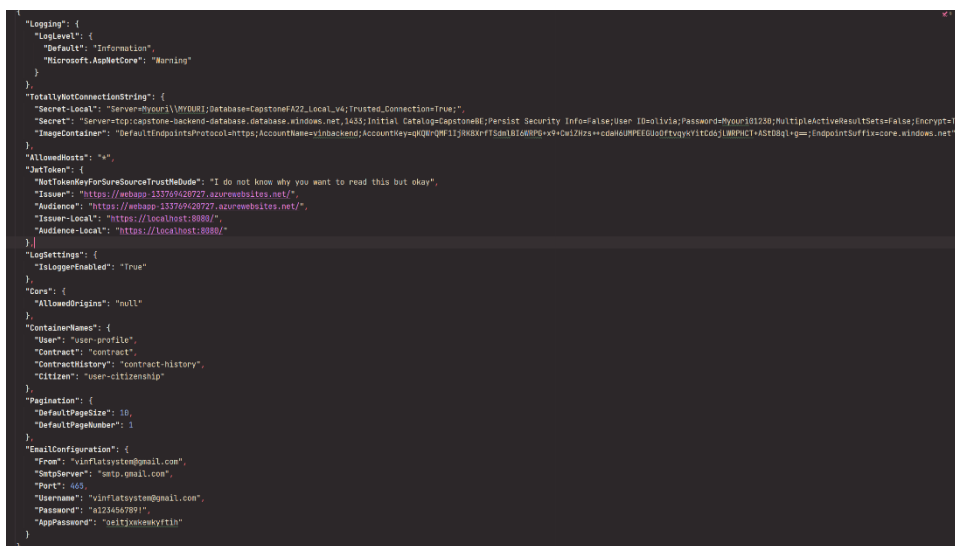 {
"Logging": {
"LogLevel": {
"Default": "Information",
"Microsoft.AspNetCore": "Warning"
}
},
"TotallyNotConnectionString": {
"Secret-Local": "Server=Myouri\\MYOURI;Database=CapstoneFA22_Local_v4;Trusted_Connection=True;",
"Secret": "Server=tcp:capstone-backend-database.database.windows.net,1433;Initial Catalog=CapstoneBE;Persist Security Info=False;User ID=olivia;Password=Myouri01230;MultipleActiveResultSets=False;Encrypt=T
"ImageContainer": "DefaultEndpointsProtocol=https;AccountName=vinbackend;AccountKey=;EndpointSuffix=core.windows.net"
},
"AllowedHosts": "*",
"JwtToken": {
"NotTokenKeyForSureSourceTrustMeDude": "I do not know why you want to read this but okay",
"Issuer": "https://webapp-133769420727.azurewebsites.net/",
"Audience": "https://webapp-133769420727.azurewebsites.net/",
"Issuer-Local": "https://localhost:8080/",
"Audience-Local": "https://localhost:8080/"
},
"LogSettings": {
"IsLoggerEnabled": "True"
},
"Cors": {
"AllowedOrigins": "null"
},
"ContainerNames": {
"User": "user-profile",
"Contract": "contract",
"ContractHistory": "contract-history",
"Citizen": "user-citizenship"
},
"Pagination": {
"DefaultPageSize": 10,
"DefaultPageNumber": 1
},
"EmailConfiguration": {
"From": "vinflatsystem@gmail.com",
"SmtpServer": "smtp.gmail.com",
"Port": 465,
"Username": "vinflatsystem@gmail.com",
"Password": "a123456789!",
"AppPassword": "oeitjxwkewkyftih"
}